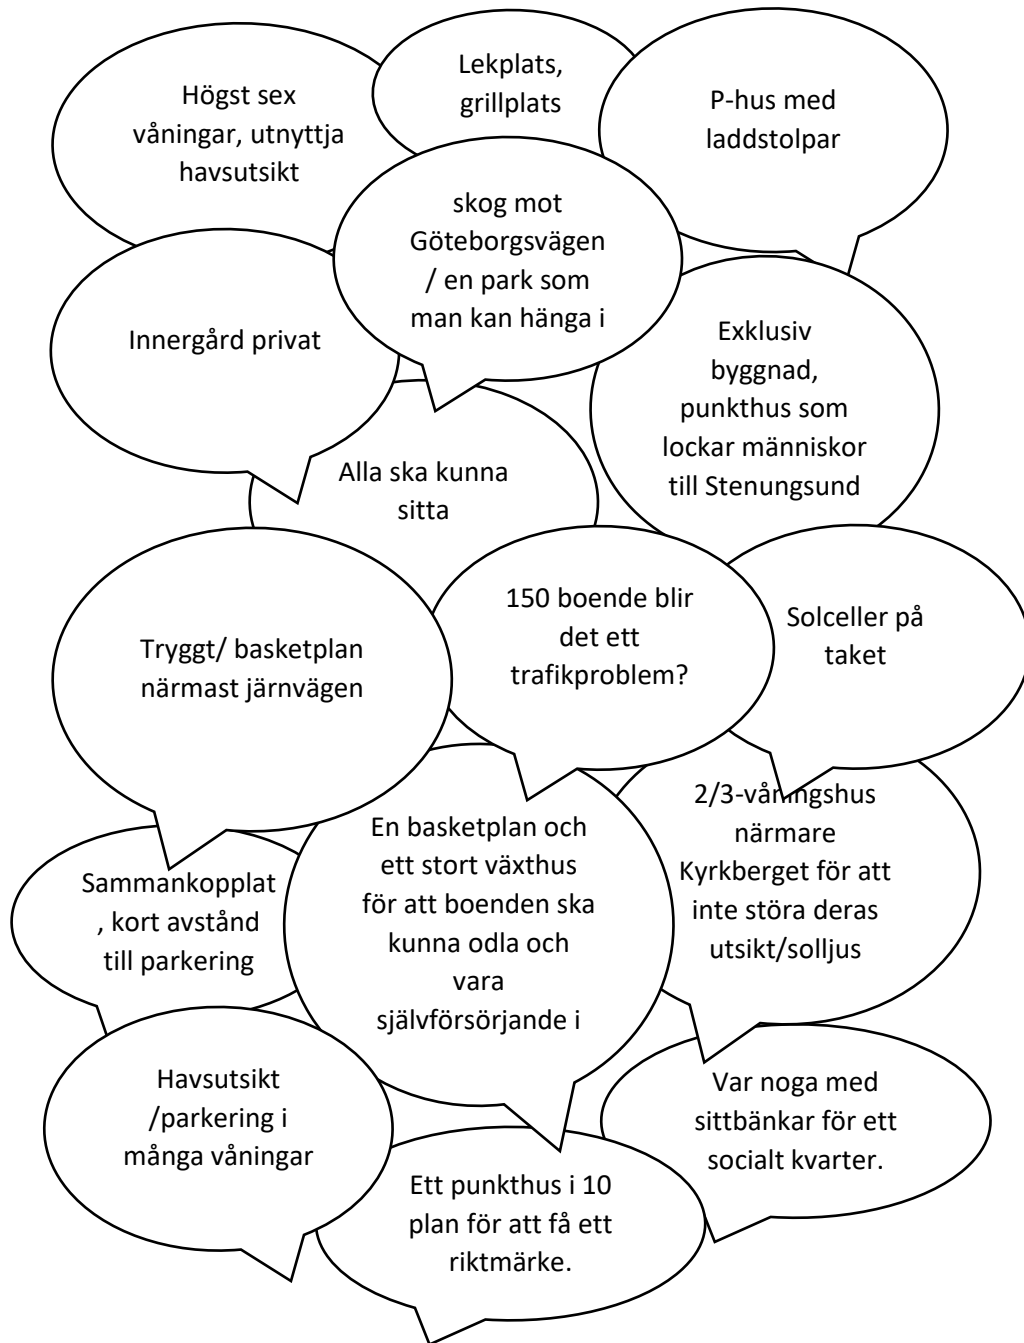 Högst sex
våningar, utnyttja
havsutsikt
Lekplats,
grillplats
P-hus med
laddstolpar
skog mot
Göteborgsvägen
/ en park som
man kan hänga i
Innergård privat
Exklusiv
byggnad,
punkthus som
lockar människor
till Stenungsund
Alla ska kunna
sitta
Tryggt/ basketplan
närmast järnvägen
150 boende blir
det ett
trafikproblem?
Solceller på
taket
2/3-våningshus
närmare
Kyrkberget för att
inte störa deras
utsikt/solljus
En basketplan och
ett stort växthus
för att boenden ska
kunna odla och
vara
självförsörjande i
Sammankopplat
, kort avstånd
till parkering
Havsutsikt
/parkering i
många våningar
Var noga med
sittbänkar för ett
socialt kvarter.
Ett punkthus i 10
plan för att få ett
riktmärke.